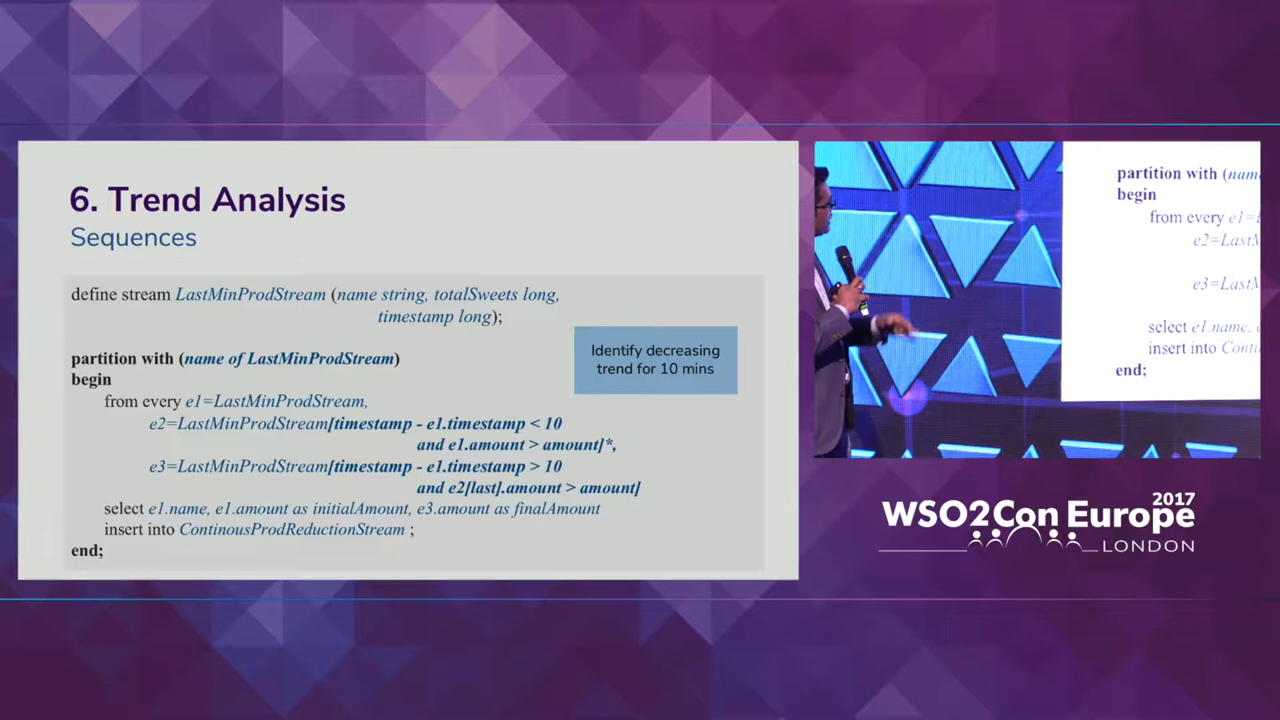 6. Trend Analysis
Sequences
define stream LastMinProdStream (name string, totalSweets long,
timestamp long);
Identify decreasing
trend for 10 mins
partition with (name of LastMinProdStream)
begin
from every e1=LastMinProdStream,
e2=LastMinProdStream[timestamp - e1.timestamp < 10
and e1.amount > amount]*,
e3=LastMinProdStream[timestamp - e1.timestamp > 10
and e2[last].amount > amount]
select e1.name, e1.amount as initialAmount, e3.amount as finalAmount
insert into ContinousProdReductionStream ;
end;
partition with
begin
from every
select e1.name,
insert into
end;
WSO2Con Europe
2017
LONDON